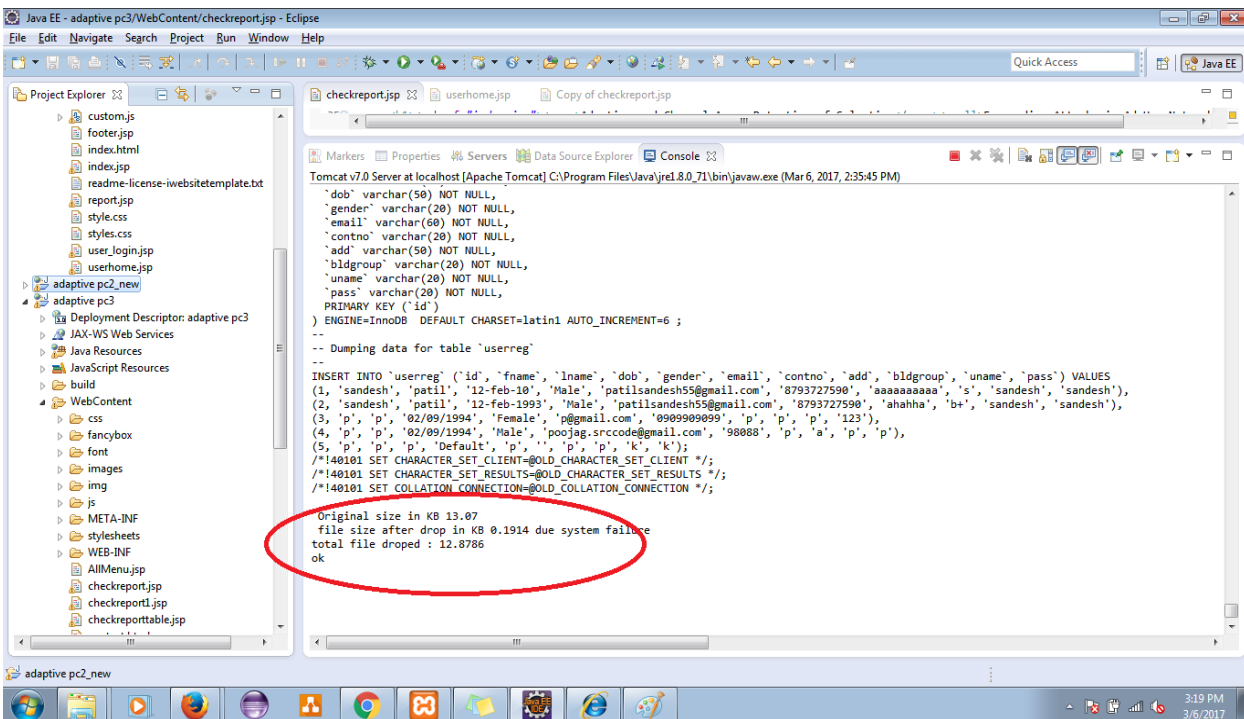 Java EE - adaptive pc3/WebContent/checkreport.jsp - Eclipse
File Edit Navigate Search Project Run Window Help
Quick Access
Java EE
Project Explorer
custom.js
footer.jsp
index.html
index.jsp
readme-license-iwebsitetemplate.txt
report.jsp
style.css
styles.css
user_login.jsp
userhome.jsp
adaptive pc2_new
adaptive pc3
Deployment Descriptor: adaptive pc3
JAX-WS Web Services
Java Resources
JavaScript Resources
build
WebContent
css
fancybox
font
images
img
js
META-INF
stylesheets
WEB-INF
AllMenu.jsp
checkreport.jsp
checkreport1.jsp
checkreporttable.jsp
checkreport.jsp userhome.jsp Copy of checkreport.jsp
Markers Properties Servers Data Source Explorer Console
Tomcat v7.0 Server at localhost [Apache Tomcat] C:\Program Files\Java\jre1.8.0_71\bin\javaw.exe (Mar 6, 2017, 2:35:45 PM)
`dob` varchar(50) NOT NULL,
`gender` varchar(20) NOT NULL,
`email` varchar(60) NOT NULL,
`contno` varchar(20) NOT NULL,
`add` varchar(50) NOT NULL,
`bldgroup` varchar(20) NOT NULL,
`uname` varchar(20) NOT NULL,
`pass` varchar(20) NOT NULL,
PRIMARY KEY (`id`)
) ENGINE=InnoDB DEFAULT CHARSET=latin1 AUTO_INCREMENT=6 ;
--
-- Dumping data for table `userreg`
--
INSERT INTO `userreg` (`id`, `fname`, `lname`, `dob`, `gender`, `email`, `contno`, `add`, `bldgroup`, `uname`, `pass`) VALUES
(1, 'sandesh', 'patil', '12-feb-10', 'Male', 'patilsandesh55@gmail.com', '8793727590', 'aaaaaaaaaa', 's', 'sandesh', 'sandesh'),
(2, 'sandesh', 'patil', '12-feb-1993', 'Male', 'patilsandesh55@gmail.com', '8793727590', 'ahahha', 'b+', 'sandesh', 'sandesh'),
(3, 'p', 'p', '02/09/1994', 'Female', 'p@gmail.com', '0909909099', 'p', 'p', 'p', '123'),
(4, 'p', 'p', '02/09/1994', 'Male', 'poojag.srccode@gmail.com', '98088', 'p', 'a', 'p', 'p'),
(5, 'p', 'p', 'p', 'Default', 'p', '', 'p', 'p', 'k', 'k');
/*!40101 SET CHARACTER_SET_CLIENT=@OLD_CHARACTER_SET_CLIENT */;
/*!40101 SET CHARACTER_SET_RESULTS=@OLD_CHARACTER_SET_RESULTS */;
/*!40101 SET COLLATION_CONNECTION=@OLD_COLLATION_CONNECTION */;
Original size in KB 13.07
file size after drop in KB 0.1914 due system failure
total file droped : 12.8786
ok
adaptive pc2_new
3:19 PM
3/6/2017